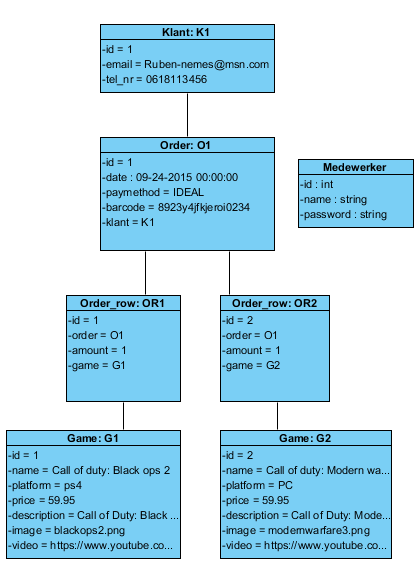 Klant: K1
-id = 1
-email = Ruben-nemes@msn.com
-tel_nr = 0618113456
Order: O1
-id = 1
-date : 09-24-2015 00:00:00
-paymethod = IDEAL
-barcode = 8923y4jfkjeroi0234
-klant = K1
Medewerker
-id : int
-name : string
-password : string
Order_row: OR1
-id = 1
-order = O1
-amount = 1
-game = G1
Order_row: OR2
-id = 2
-order = O1
-amount = 1
-game = G2
Game: G1
-id = 1
-name = Call of duty: Black ops 2
-platform = ps4
-price = 59.95
-description = Call of Duty: Black ...
-image = blackops2.png
-video = https://www.youtube.co...
Game: G2
-id = 2
-name = Call of duty: Modern wa...
-platform = PC
-price = 59.95
-description = Call of Duty: Mode...
-image = modernwarfare3.png
-video = https://www.youtube.co...